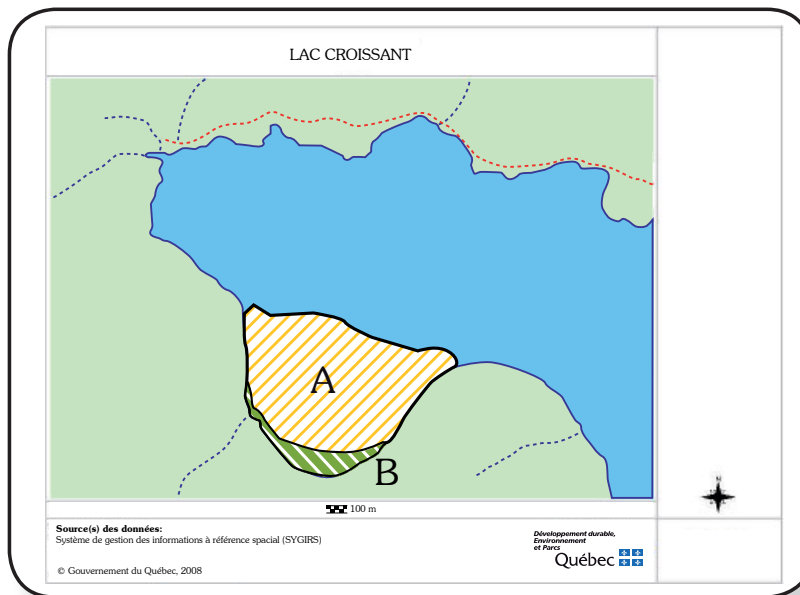 LAC CROISSANT
A
B
100 m
N
Source(s) des données:
Système de gestion des informations à référence spacial (SYGIRS)
© Gouvernement du Québec, 2008
Développement durable,
Environnement
et Parcs
Québec